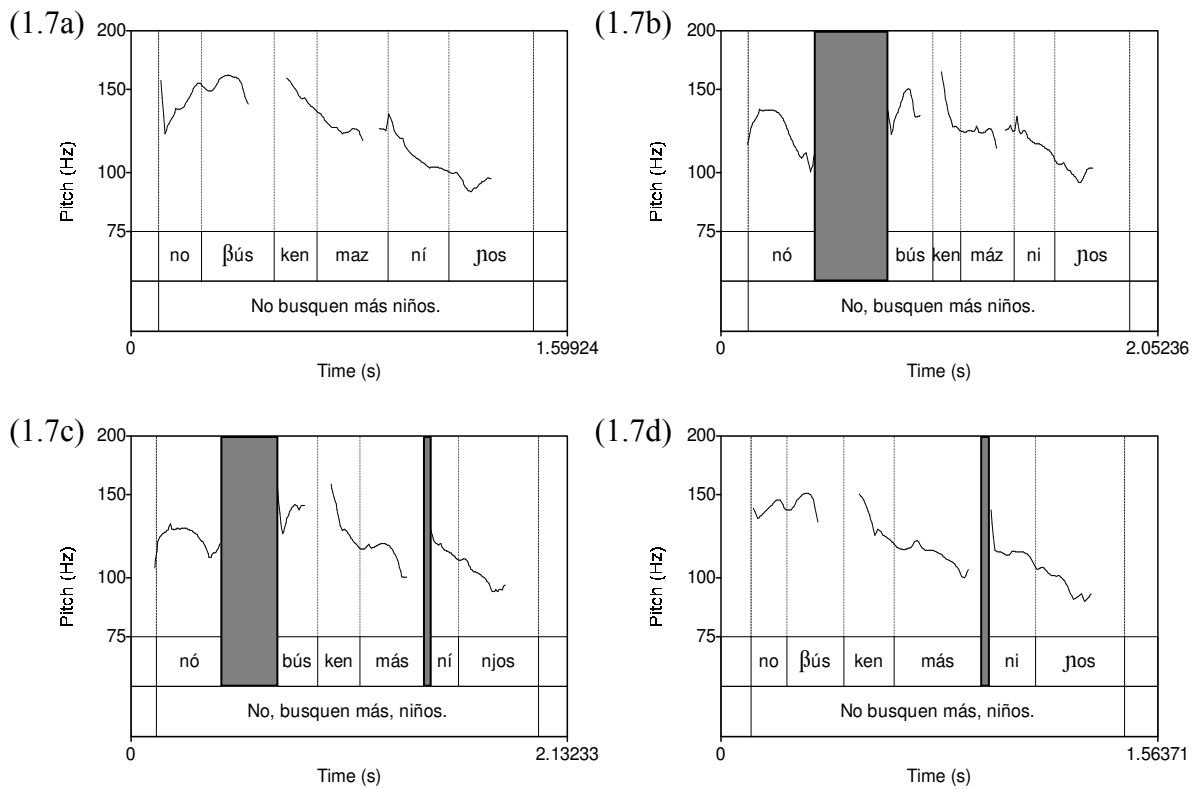 (1.7a)
200
150
100
75
Pitch (Hz)
no βús ken maz ní ɲos
No busquen más niños.
0 1.59924
Time (s)
(1.7b)
200
150
100
75
Pitch (Hz)
nó bús ken máz ni ɲos
No, busquen más niños.
0 2.05236
Time (s)
(1.7c)
200
150
100
75
Pitch (Hz)
nó bús ken más ní njos
No, busquen más, niños.
0 2.13233
Time (s)
(1.7d)
200
150
100
75
Pitch (Hz)
no βús ken más ni ɲos
No busquen más, niños.
0 1.56371
Time (s)